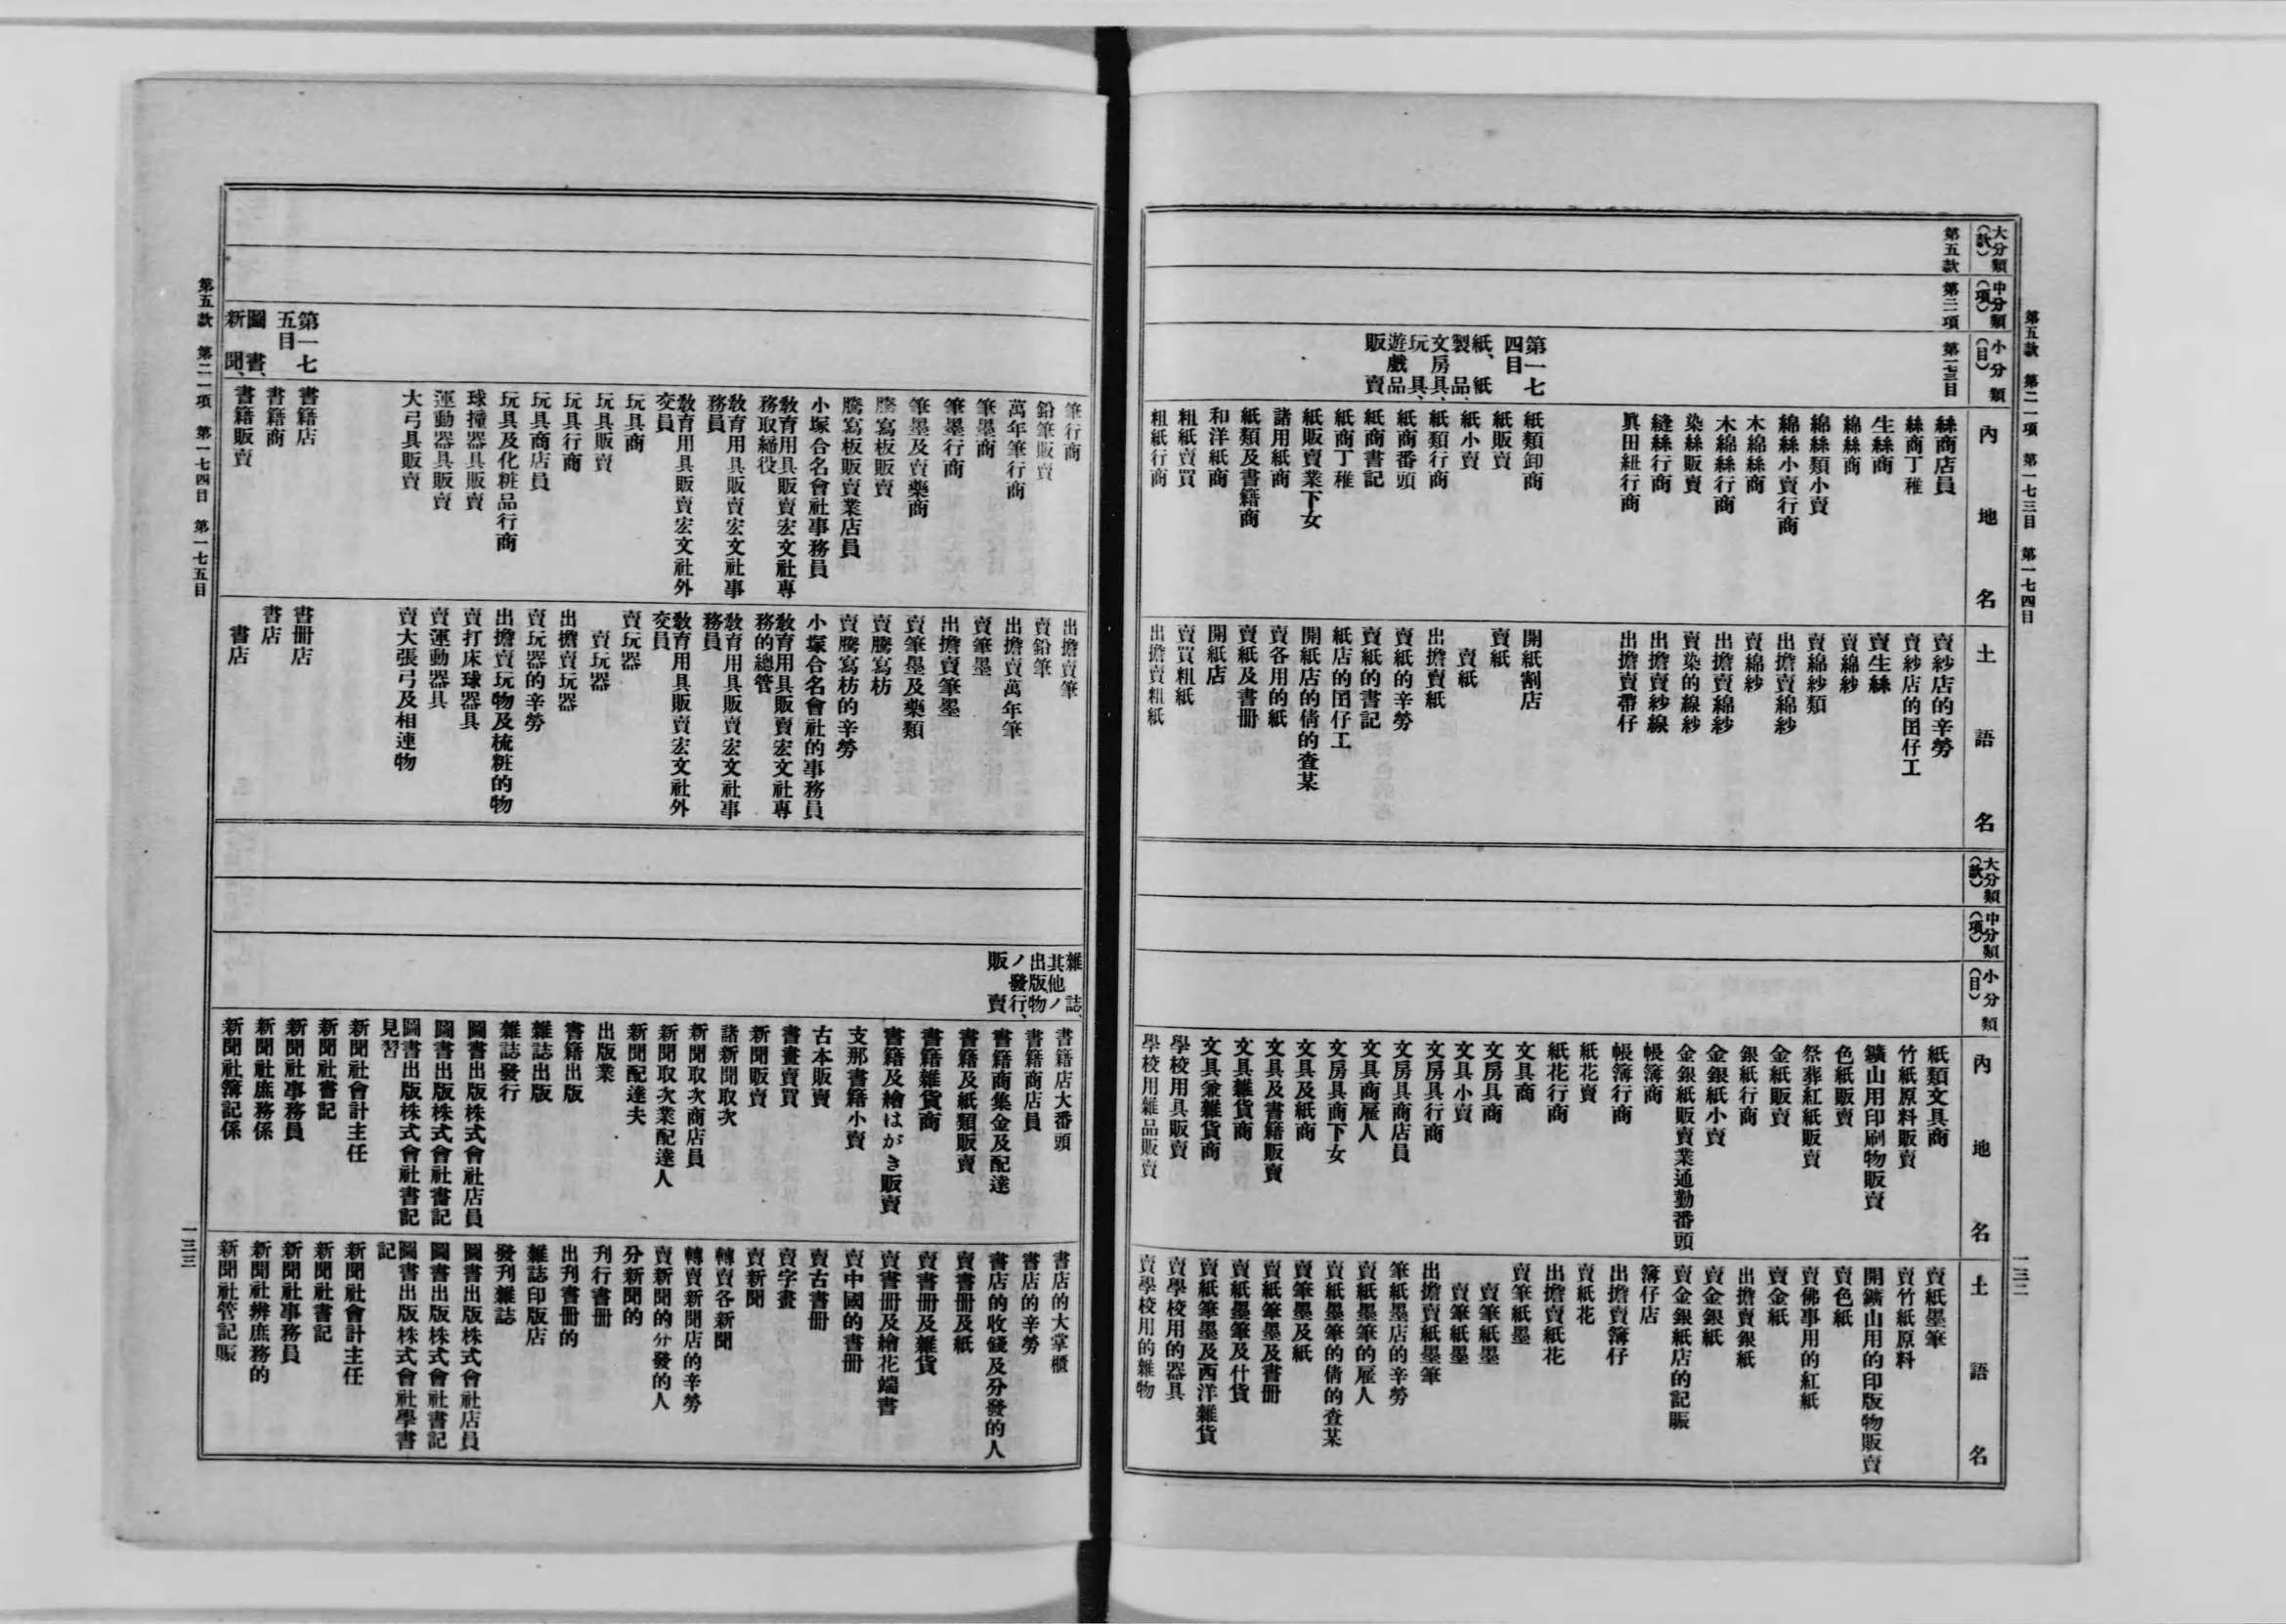 第五款　第二一項　第一七三目　第一七四目
一三二
大分類（款）
中分類（項）
小分類（目）
內地名
土語名
第五款
第二一項
第一七三目
絲商店員
絲商丁稚
生絲商
綿絲商
綿絲類小賣
綿絲小賣行商
木綿絲商
木綿絲行商
染絲販賣
縫絲行商
眞田紐行商
賣紗店的辛勞
賣紗店的囝仔工
賣生絲
賣綿紗
賣綿紗類
出擔賣綿紗
賣綿紗
出擔賣綿紗
賣染的線紗
出擔賣紗線
出擔賣帶仔
第一七四目
紙、紙製品、文房具、玩具、遊戲品販賣
紙類卸商
紙販賣
紙小賣
紙類行商
紙商番頭
紙商書記
紙商丁稚
紙販賣業下女
諸用紙商
紙類及書籍商
和洋紙商
粗紙賣買
粗紙行商
開紙割店
賣紙
賣紙
出擔賣紙
賣紙的辛勞
賣紙的書記
紙店的囝仔工
開紙店的倩的査某
賣各用的紙
賣紙及書册
開紙店
賣買粗紙
出擔賣粗紙
大分類（款）
中分類（項）
小分類（目）
內地名
土語名
紙類文具商
竹紙原料販賣
鑛山用印刷物販賣
色紙販賣
祭葬紅紙販賣
金紙販賣
銀紙行商
金銀紙小賣
金銀紙販賣業通勤番頭
帳簿商
帳簿行商
紙花賣
紙花行商
文具商
文房具商
文具小賣
文房具行商
文房具商店員
文具商雇人
文房具商下女
文具及紙商
文具及書籍販賣
文具雜貨商
文具兼雜貨商
學校用具販賣
學校用雜品販賣
賣紙墨筆
賣竹紙原料
開鑛山用的印版物販賣
賣色紙
賣佛事用的紅紙
賣金紙
出擔賣銀紙
賣金銀紙
賣金銀紙店的記賬
簿仔店
出擔賣簿仔
賣紙花
出擔賣紙花
賣筆紙墨
賣筆紙墨
賣筆紙墨
出擔賣紙墨筆
筆紙墨店的辛勞
賣紙墨筆的雇人
賣紙墨筆的倩的査某
賣筆墨及紙
賣紙筆墨及書册
賣紙墨筆及什貨
賣紙筆墨及西洋雜貨
賣學校用的器具
賣學校用的雜物
筆行商
鉛筆販賣
萬年筆行商
筆墨商
筆墨行商
筆墨及賣藥商
謄寫板販賣
謄寫板販賣業店員
小塚合名會社事務員
敎育用具販賣宏文社專務取締役
敎育用具販賣宏文社事務員
敎育用具販賣宏文社外交員
玩具商
玩具販賣
玩具行商
玩具商店員
玩具及化粧品行商
球撞器具販賣
運動器具販賣
大弓具販賣
出擔賣筆
賣鉛筆
出擔賣萬年筆
賣筆墨
出擔賣筆墨
賣筆墨及藥類
賣謄寫枋
賣謄寫枋的辛勞
小塚合名會社的事務員
敎育用具販賣宏文社專務的總管
敎育用具販賣宏文社事務員
敎育用具販賣宏文社外交員
賣玩器
賣玩器
出擔賣玩器
賣玩器的辛勞
出擔賣玩物及梳粧的物
賣打床球器具
賣運動器具
賣大張弓及相連物
第一七五目
圖書、新聞、
書籍店
書籍商
書籍販賣
書册店
書店
書店
雜誌、其他ノ出版物ノ發行、販賣
書籍店大番頭
書籍商店員
書籍商集金及配達
書籍及紙類販賣
書籍雜貨商
書籍及繪はがき販賣
支那書籍小賣
古本販賣
書畫賣買
新聞販賣
諸新聞取次
新聞取次商店員
新聞取次業配達人
新聞配達夫
出版業
書籍出版
雜誌出版
雜誌發行
圖書出版株式會社店員
圖書出版株式會社書記
圖書出版株式會社書記見習
新聞社會計主任
新聞社書記
新聞社事務員
新聞社庶務係
新聞社簿記係
書店的大掌櫃
書店的辛勞
書店的收錢及分發的人
賣書册及紙
賣書册及雜貨
賣書册及繪花端書
賣中國的書册
賣古書册
賣字畫
賣新聞
轉賣各新聞
轉賣新聞店的辛勞
賣新聞的分發的人
分新聞的
刋行書册
出刋書册的
雜誌印版店
發刋雜誌
圖書出版株式會社店員
圖書出版株式會社書記
圖書出版株式會社學書記
新聞社會計主任
新聞社書記
新聞社事務員
新聞社辨庶務的
新聞社管記賬
第五款　第二一項　第一七四目　第一七五目
一三三